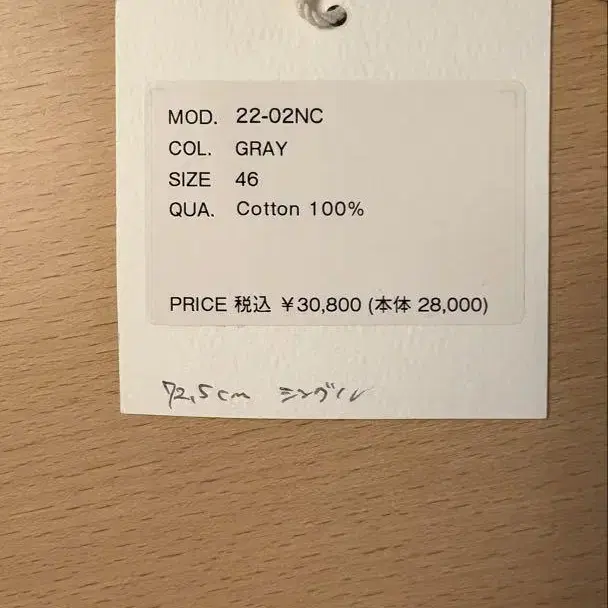 MOD. 22-02NC
COL. GRAY
SIZE 46
QUA. Cotton 100%
PRICE 税込 ¥30,800 (本体 28,000)
72.5cm シングル